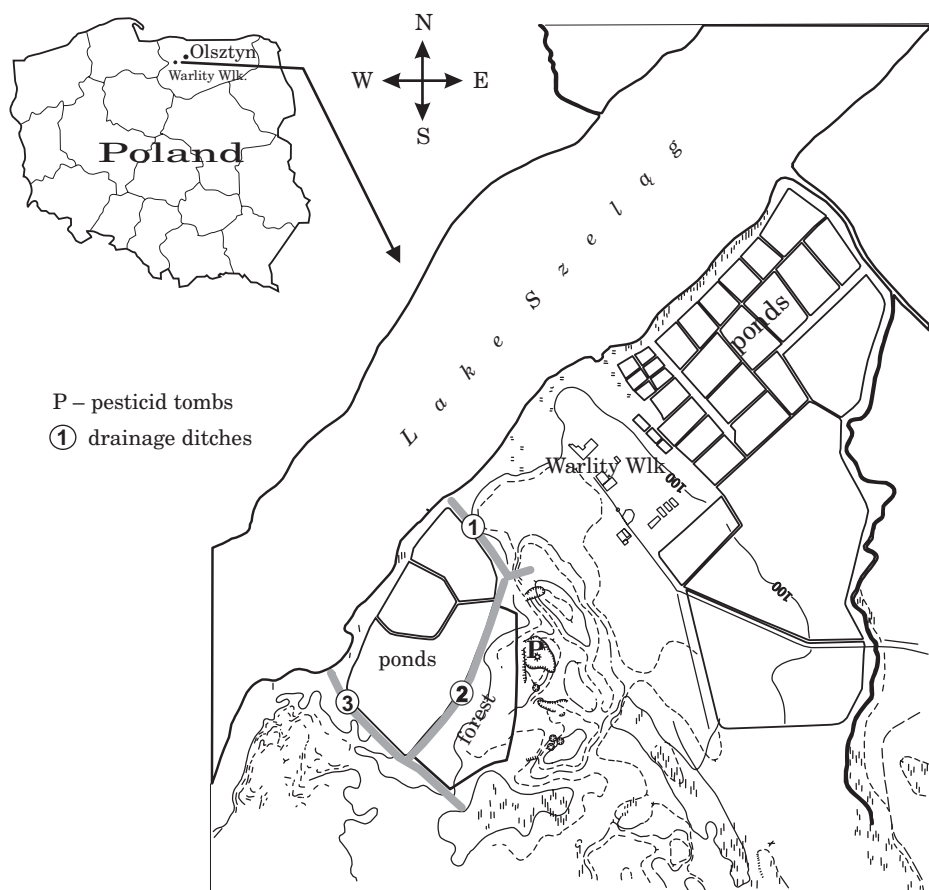 Olsztyn
Warlity Wlk.
Poland
N
W E
S
Lake Szeląg
ponds
P – pesticid tombs
1 drainage ditches
Warlity Wlk
100
100
1
P
ponds
2
3
forest